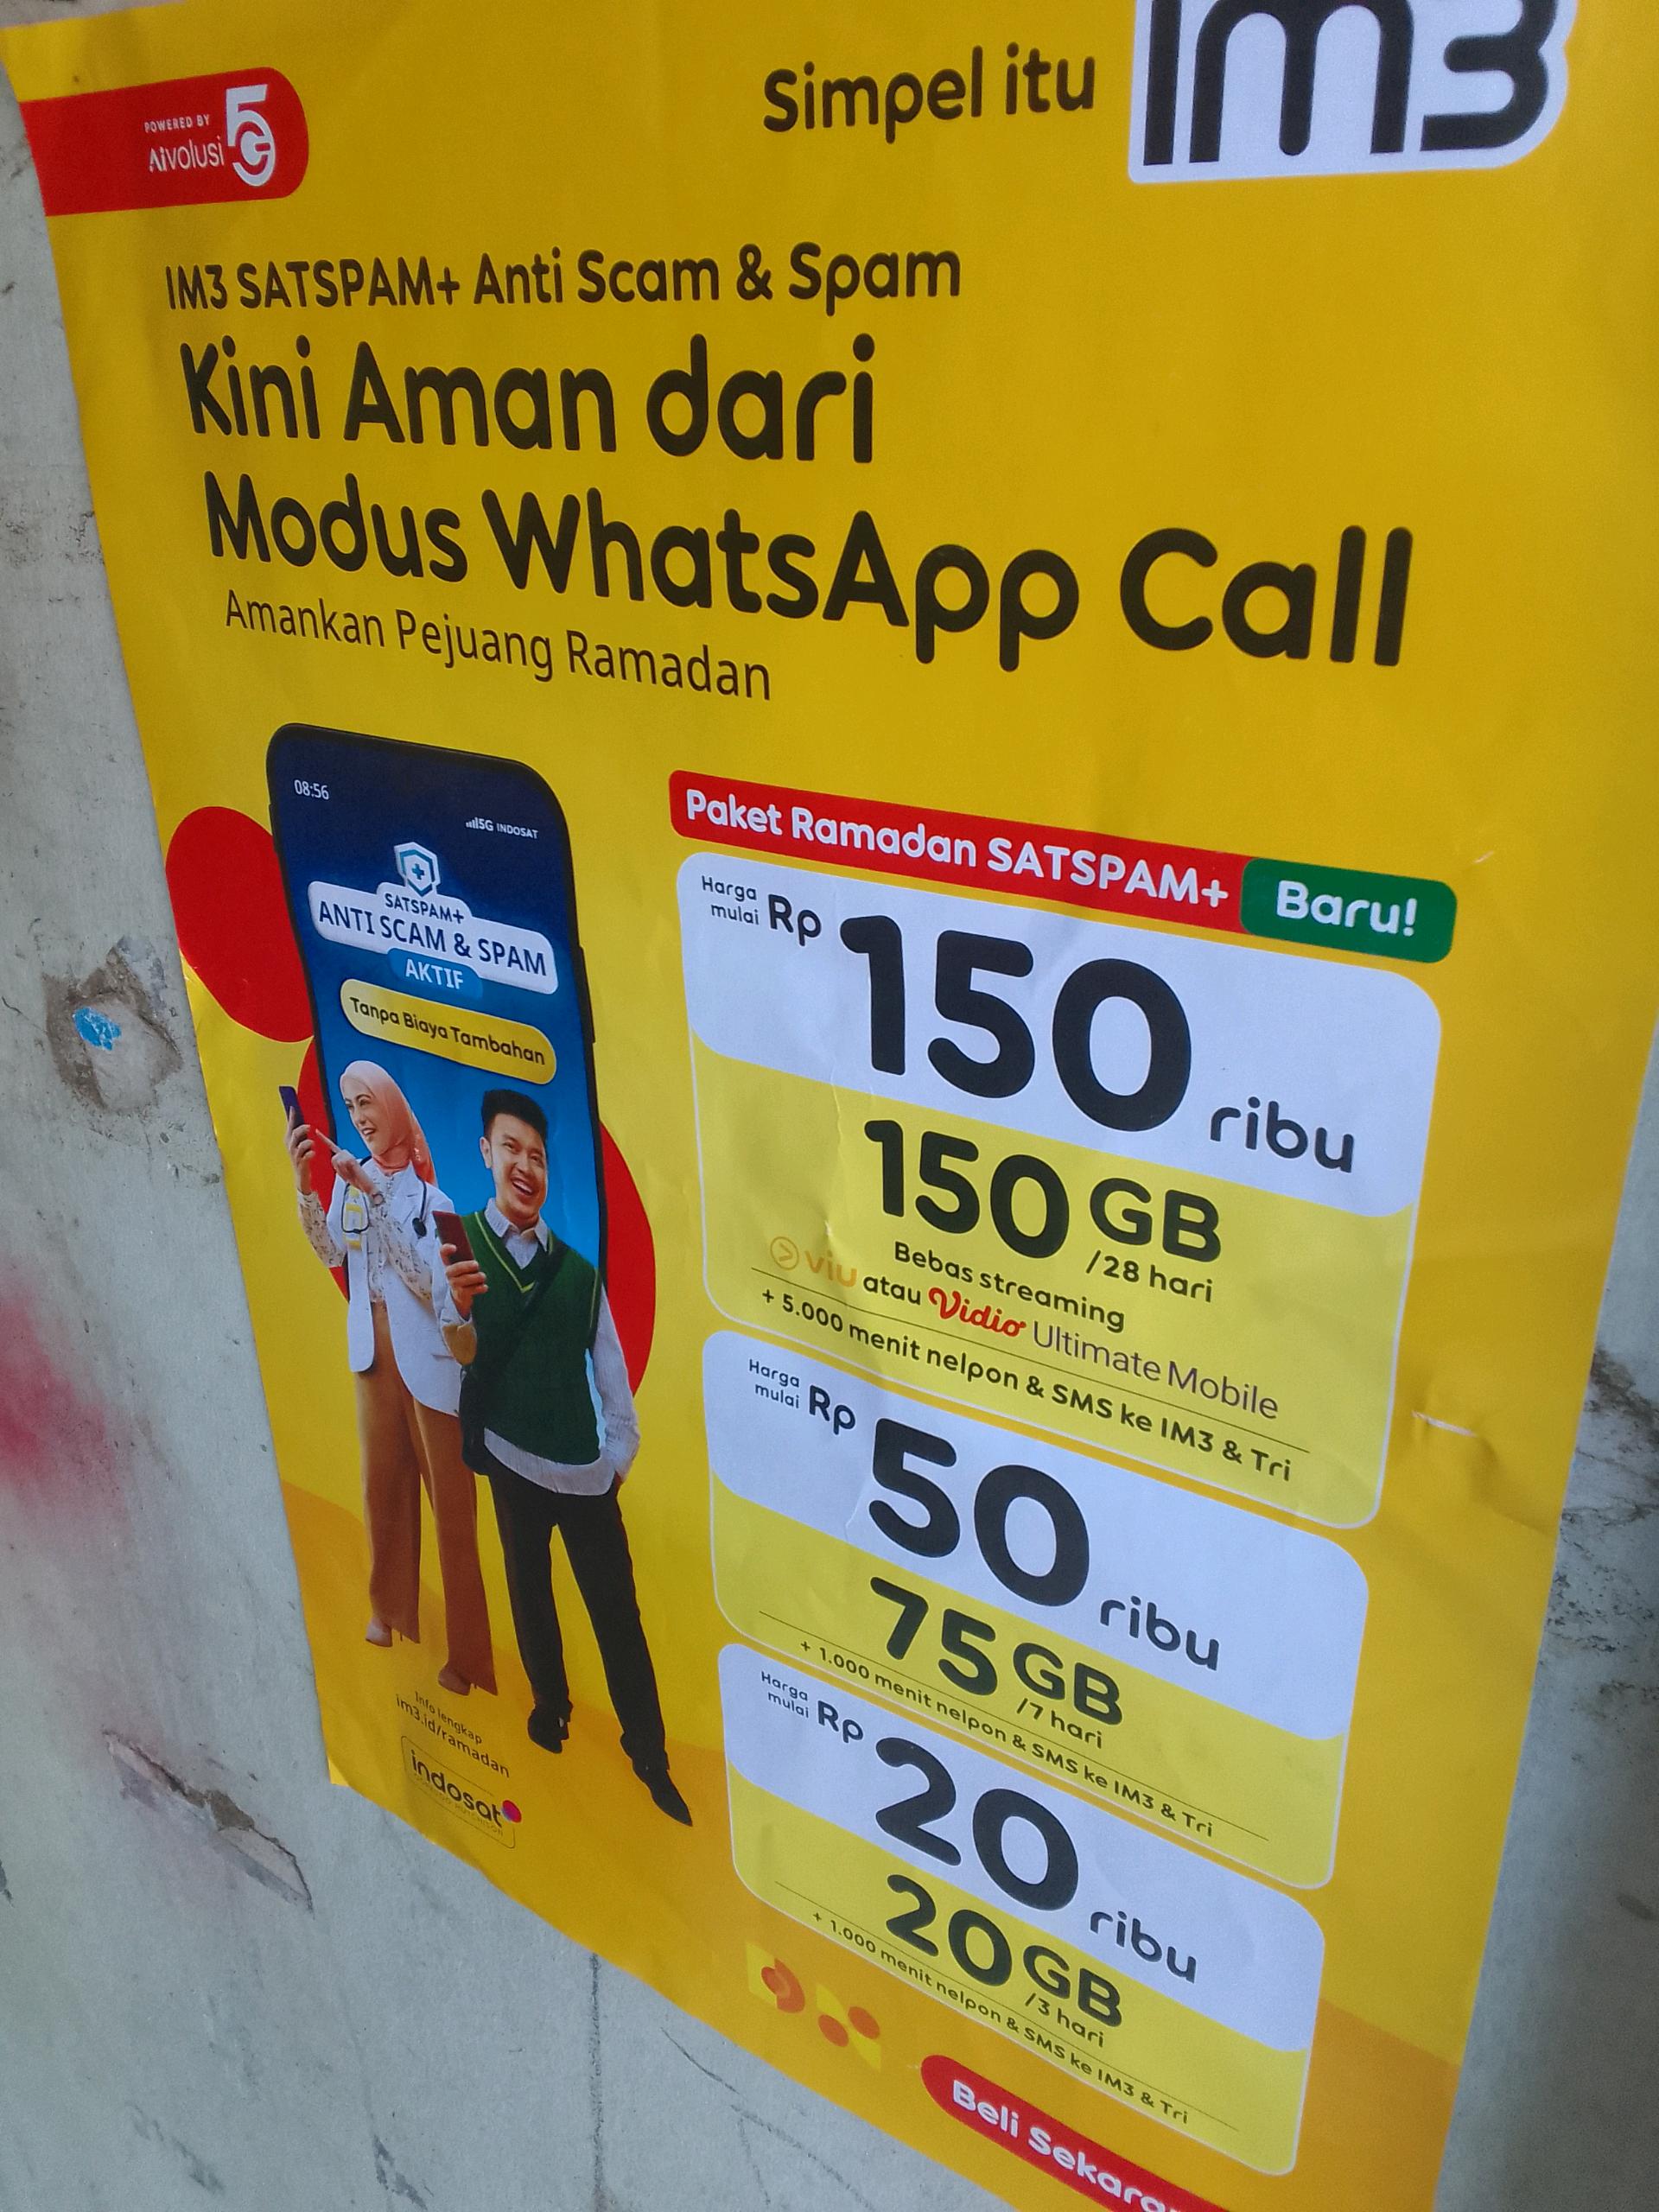 POWERED BY
AIvolusi 5G
Simpel itu IM3
IM3 SATSPAM+ Anti Scam & Spam
Kini Aman dari
Modus WhatsApp Call
Amankan Pejuang Ramadan
08:56
5G INDOSAT
SATSPAM+
ANTI SCAM & SPAM
AKTIF
Tanpa Biaya Tambahan
Paket Ramadan SATSPAM+ Baru!
Harga mulai Rp 150 ribu
150 GB /28 hari
Bebas streaming
viu atau Vidio Ultimate Mobile
+ 5.000 menit nelpon & SMS ke IM3 & Tri
Harga mulai Rp 50 ribu
75 GB /7 hari
+ 1.000 menit nelpon & SMS ke IM3 & Tri
Harga mulai Rp 20 ribu
20 GB /3 hari
+ 1.000 menit nelpon & SMS ke IM3 & Tri
Info lengkap
im3.id/ramadan
indosat
Beli Sekaran